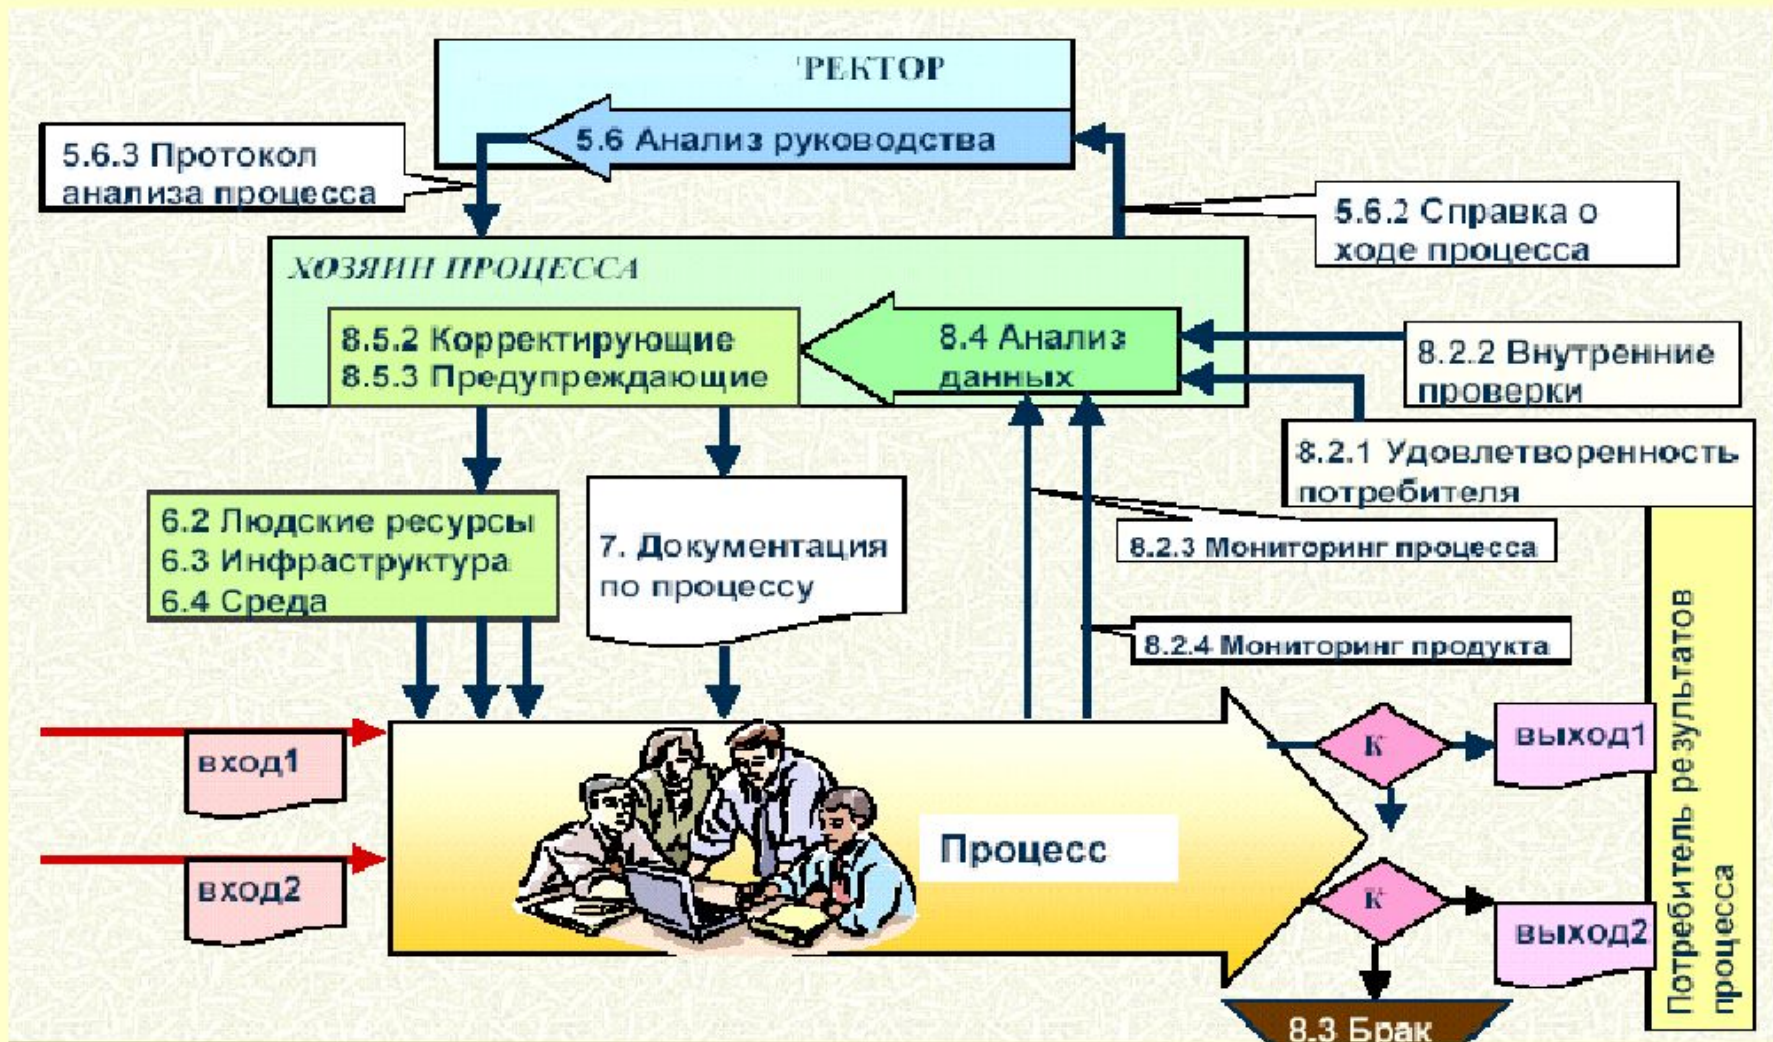 РЕКТОР
5.6 Анализ руководства
5.6.3 Протокол
анализа процесса
5.6.2 Справка о
ходе процесса
ХОЗЯИН ПРОЦЕССА
8.5.2 Корректирующие
8.5.3 Предупреждающие
8.4 Анализ
данных
8.2.2 Внутренние
проверки
8.2.1 Удовлетворенность
потребителя
6.2 Людские ресурсы
6.3 Инфраструктура
6.4 Среда
7. Документация
по процессу
8.2.3 Мониторинг процесса
8.2.4 Мониторинг продукта
вход1
вход2
Процесс
К
выход1
К
выход2
8.3 Брак
Потребитель результатов
процесса